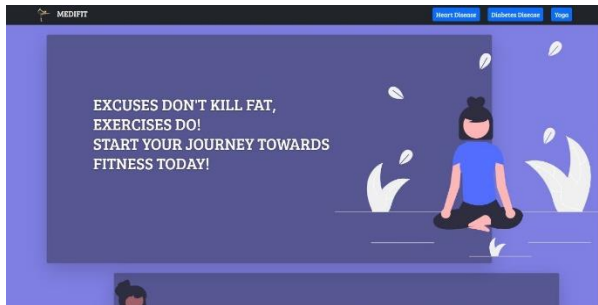 MEDIFIT
Heart Disease
Diabetes Disease
Yoga
EXCUSES DON'T KILL FAT,
EXERCISES DO!
START YOUR JOURNEY TOWARDS
FITNESS TODAY!